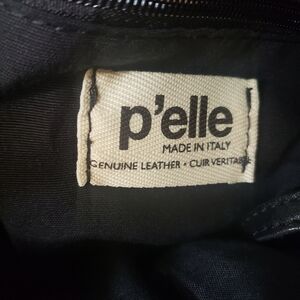 p'elle
MADE IN ITALY
GENUINE LEATHER • CUIR VERITABLE